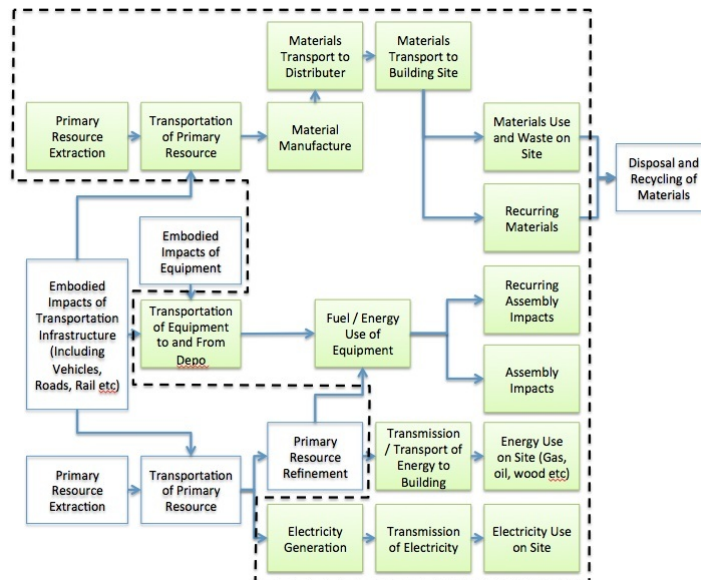 Materials
Transport to
Distributer
Materials
Transport to
Building Site
Primary
Resource
Extraction
Transportation
of Primary
Resource
Material
Manufacture
Materials Use
and Waste on
Site
Disposal and
Recycling of
Materials
Recurring
Materials
Embodied
Impacts of
Equipment
Embodied
Impacts of
Transportation
Infrastructure
(Including
Vehicles,
Roads, Rail etc)
Transportation
of Equipment
to and From
Depo
Fuel / Energy
Use of
Equipment
Recurring
Assembly
Impacts
Assembly
Impacts
Primary
Resource
Extraction
Transportation
of Primary
Resource
Primary
Resource
Refinement
Transmission
/ Transport of
Energy to
Building
Energy Use
on Site (Gas,
oil, wood etc)
Electricity
Generation
Transmission
of Electricity
Electricity Use
on Site